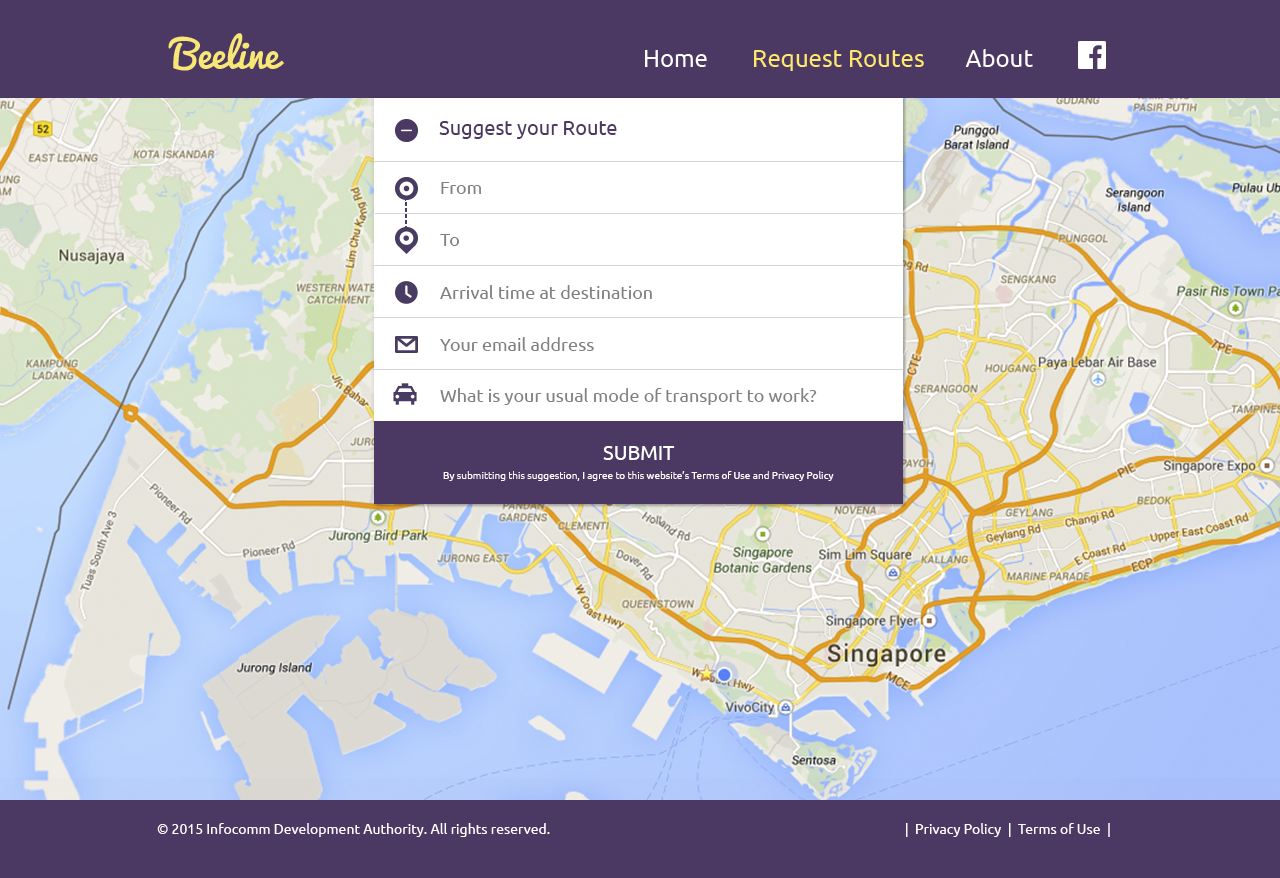 Beeline
Home
Request Routes
About
Suggest your Route
From
To
Arrival time at destination
Your email address
What is your usual mode of transport to work?
SUBMIT
By submitting this suggestion, I agree to this website's Terms of Use and Privacy Policy
52
EAST LEDANG
KOTA ISKANDAR
Nusajaya
KAMPUNG
LADANG
Lim Chu Kang Rd
WESTERN WATER
CATCHMENT
Jln Bahar
Tuas South Ave 3
Pioneer Rd
Pioneer Rd
Jurong Bird Park
JURONG EAST
PANDAN
GARDENS
CLEMENTI
Jurong Island
Holland Rd
Dover Rd
QUEENSTOWN
W Coast Hwy
Singapore
Botanic Gardens
NOVENA
Sim Lim Square
KALLANG
Singapore Flyer
Singapore
MCE
VivoCity
Sentosa
GUDANG
PASIR PUTIH
Punggol
Barat Island
Serangoon
Island
Pulau Ub
PUNGGOL
SENGKANG
Pasir Ris Town Pa
HOUGANG
Paya Lebar Air Base
TPE
SERANGOON
CTE
TAMPINES
PIE
Singapore Expo
BEDOK
GEYLANG
Geylang Rd
Changi Rd
Upper East Coast Rd
E Coast Rd
ECP
MARINE PARADE
© 2015 Infocomm Development Authority. All rights reserved.
| Privacy Policy | Terms of Use |